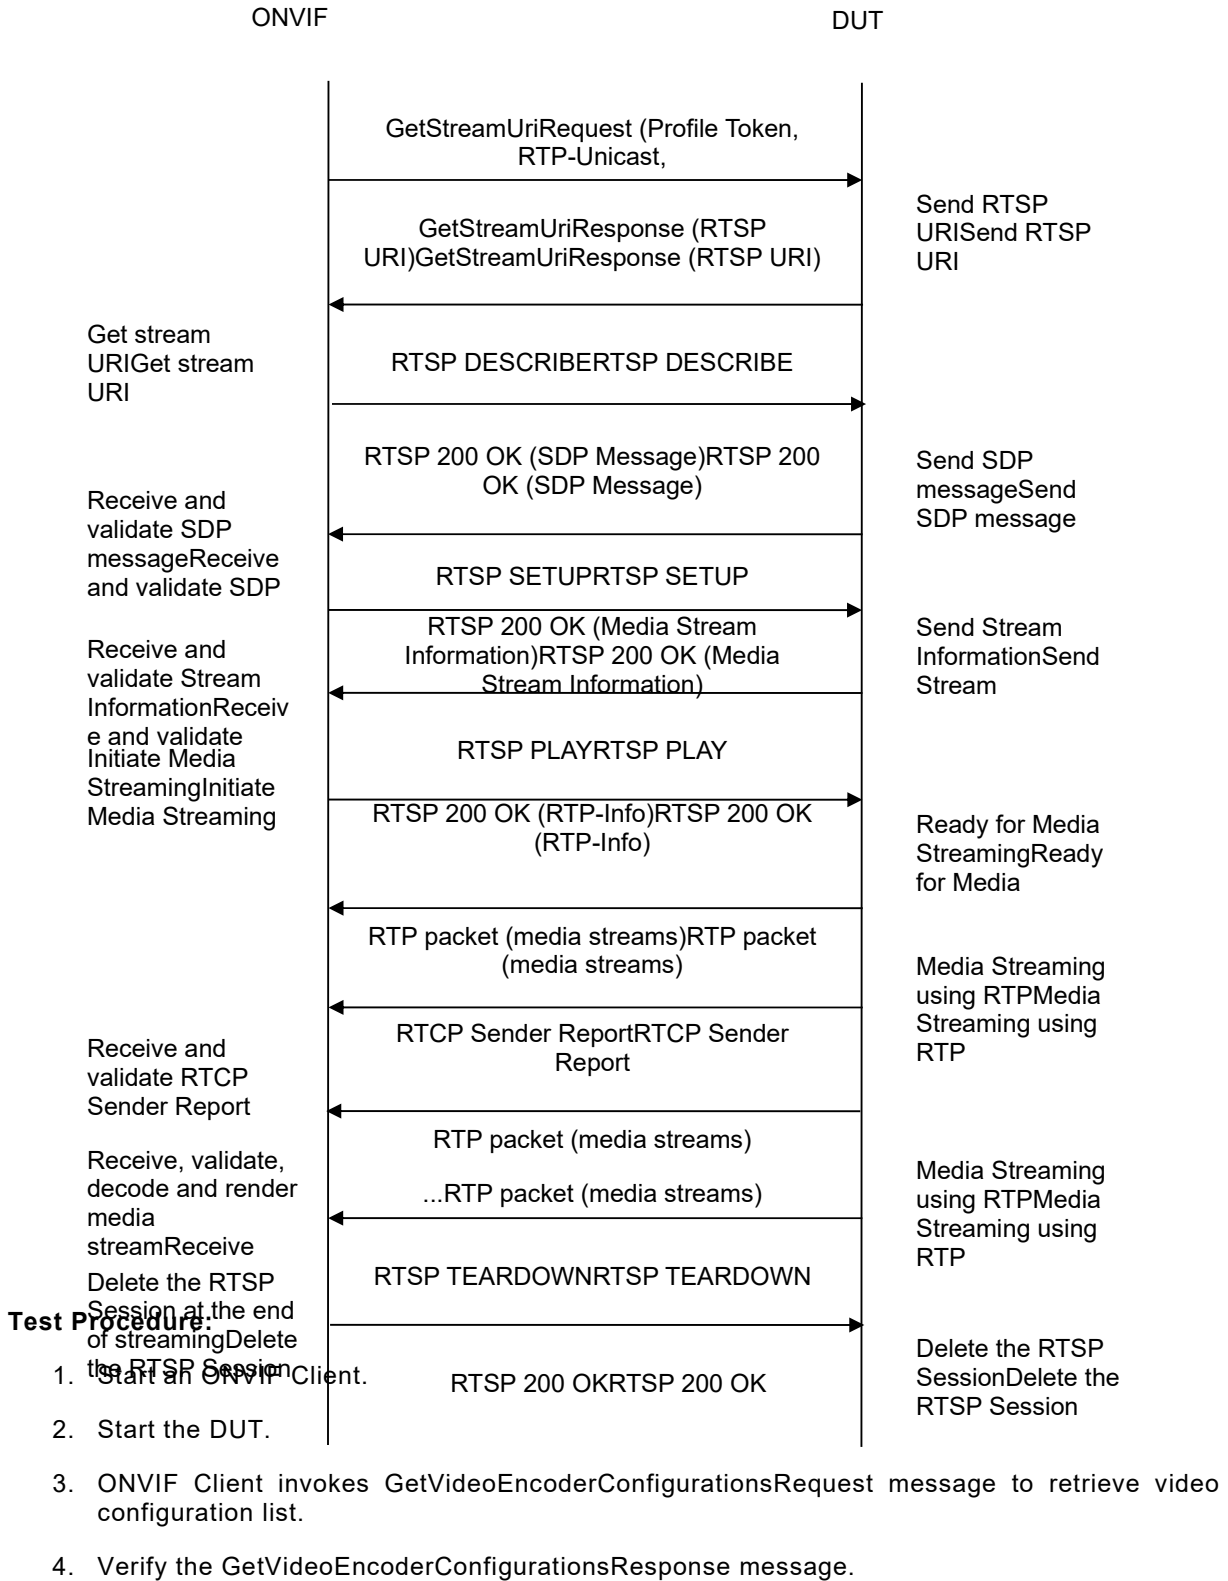 ONVIF
DUT
GetStreamUriRequest (Profile Token,
RTP-Unicast,
Send RTSP
URISend RTSP
URI
GetStreamUriResponse (RTSP
URI)GetStreamUriResponse (RTSP URI)
Get stream
URIGet stream
URI
RTSP DESCRIBERTSP DESCRIBE
RTSP 200 OK (SDP Message)RTSP 200
OK (SDP Message)
Send SDP
messageSend
SDP message
Receive and
validate SDP
messageReceive
and validate SDP
RTSP SETUPRTSP SETUP
RTSP 200 OK (Media Stream
Information)RTSP 200 OK (Media
Stream Information)
Send Stream
InformationSend
Stream
Receive and
validate Stream
InformationReceiv
e and validate
Initiate Media
StreamingInitiate
Media Streaming
RTSP PLAYRTSP PLAY
RTSP 200 OK (RTP-Info)RTSP 200 OK
(RTP-Info)
Ready for Media
StreamingReady
for Media
RTP packet (media streams)RTP packet
(media streams)
Media Streaming
using RTPMedia
Streaming using
RTP
RTCP Sender ReportRTCP Sender
Report
Receive and
validate RTCP
Sender Report
RTP packet (media streams)
...RTP packet (media streams)
Receive, validate,
decode and render
media
streamReceive
Media Streaming
using RTPMedia
Streaming using
RTP
RTSP TEARDOWNRTSP TEARDOWN
Delete the RTSP
Session at the end
of streamingDelete
the RTSP Session
Delete the RTSP
SessionDelete the
RTSP Session
RTSP 200 OKRTSP 200 OK
Test Procedure:
1. Start an ONVIF Client.
2. Start the DUT.
3. ONVIF Client invokes GetVideoEncoderConfigurationsRequest message to retrieve video
configuration list.
4. Verify the GetVideoEncoderConfigurationsResponse message.